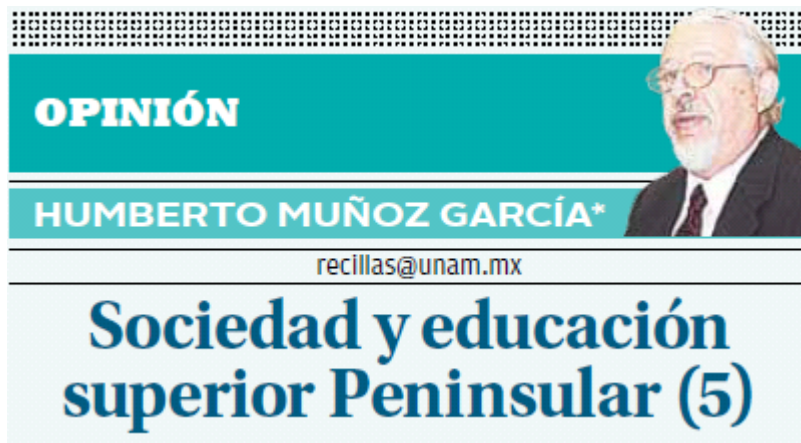 OPINIÓN
HUMBERTO MUÑOZ GARCÍA*
recillas@unam.mx
Sociedad y educación
superior Peninsular (5)